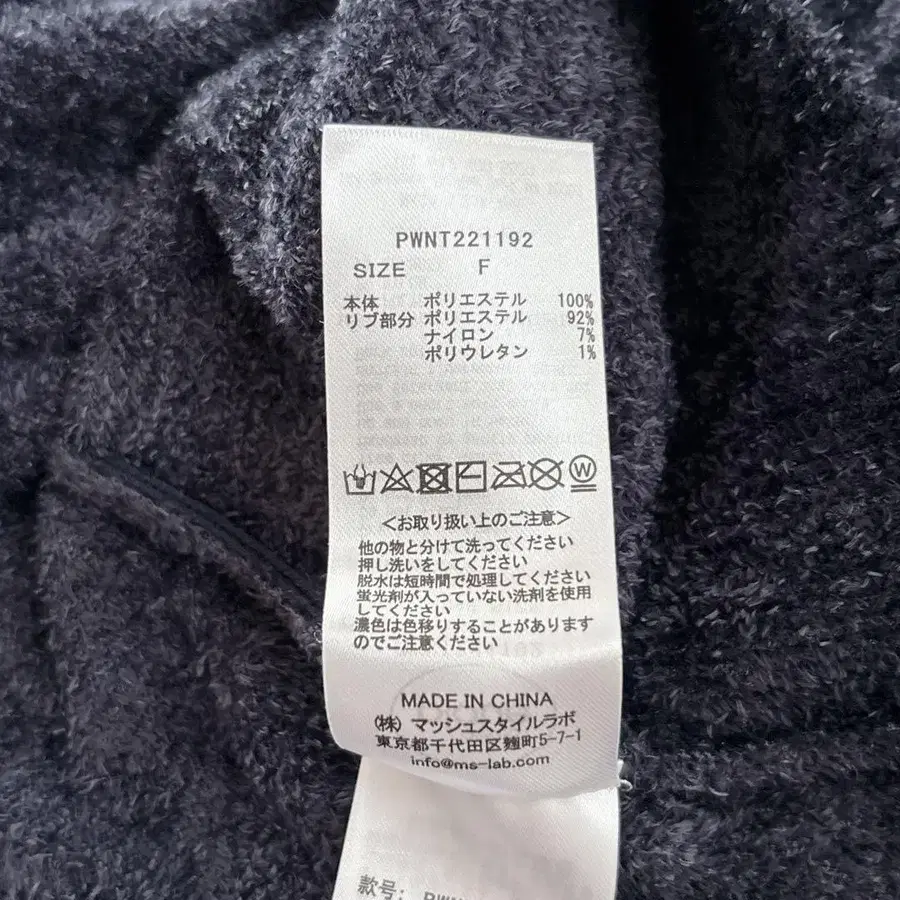 PWNT221192
SIZE F
本体 ポリエステル 100%
リブ部分 ポリエステル 92%
ナイロン 7%
ポリウレタン 1%
W
<お取り扱い上のご注意>
他の物と分けて洗ってください
押し洗いをしてください
脱水は短時間で処理してください
蛍光剤が入っていない洗剤を使用
してください
濃色は色移りすることがあります
のでご注意ください
MADE IN CHINA
(株) マッシュスタイルラボ
東京都千代田区麹町5-7-1
info@ms-lab.com
款号: